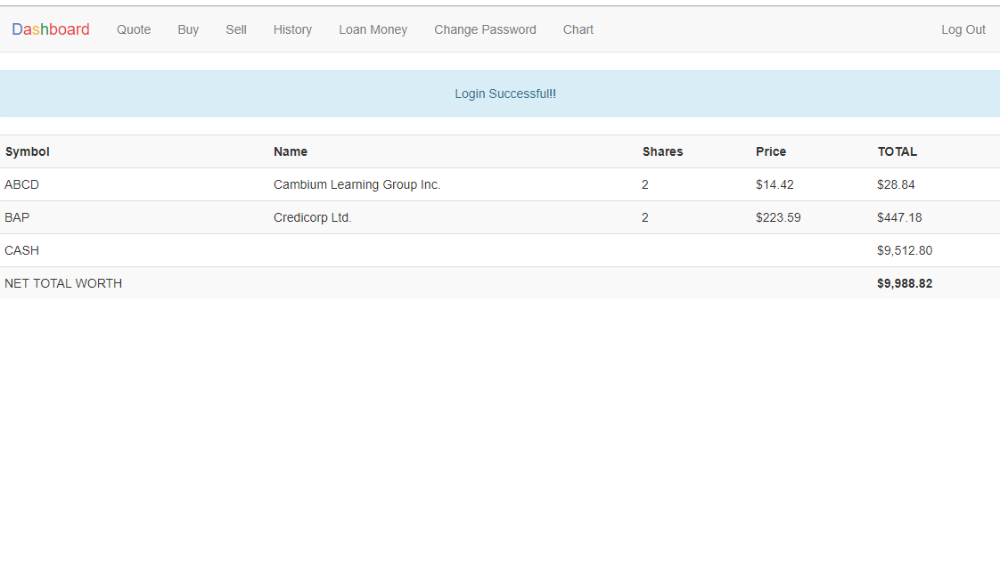 Dashboard Quote Buy Sell History Loan Money Change Password Chart Log Out
Login Successful!!
Symbol Name Shares Price TOTAL
ABCD Cambium Learning Group Inc. 2 $14.42 $28.84
BAP Credicorp Ltd. 2 $223.59 $447.18
CASH $9,512.80
NET TOTAL WORTH $9,988.82